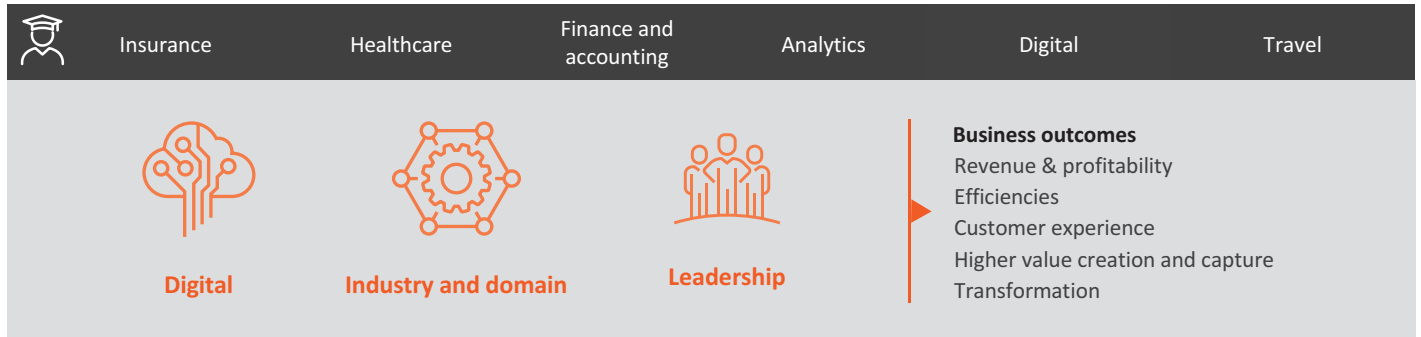 Insurance
Healthcare
Finance and
accounting
Analytics
Digital
Travel
Digital
Industry and domain
Leadership
Business outcomes
Revenue & profitability
Efficiencies
Customer experience
Higher value creation and capture
Transformation